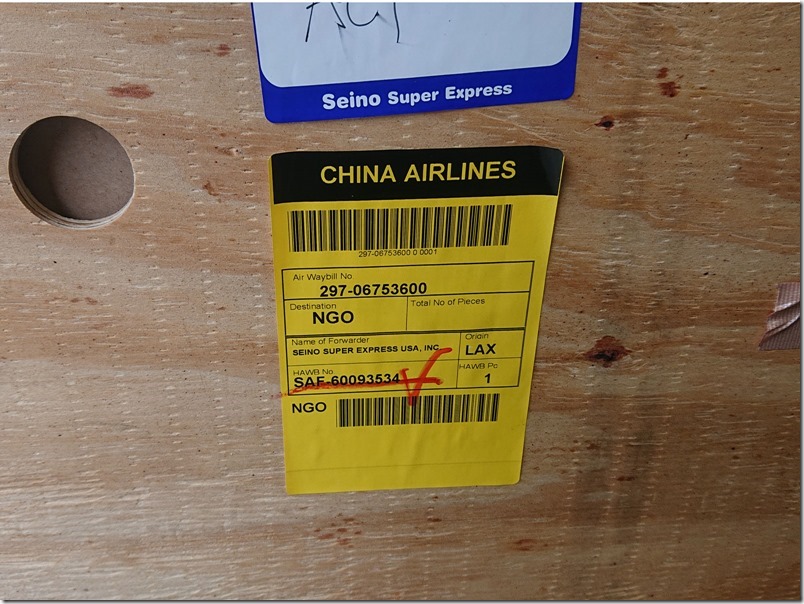 Seino Super Express
CHINA AIRLINES
297-06753600 0 0001
Air Waybill No
297-06753600
Destination
NGO
Total No of Pieces
Name of Forwarder
SEINO SUPER EXPRESS USA, INC
Origin
LAX
HAWB No
SAF-60093534
HAWB Pc
1
NGO